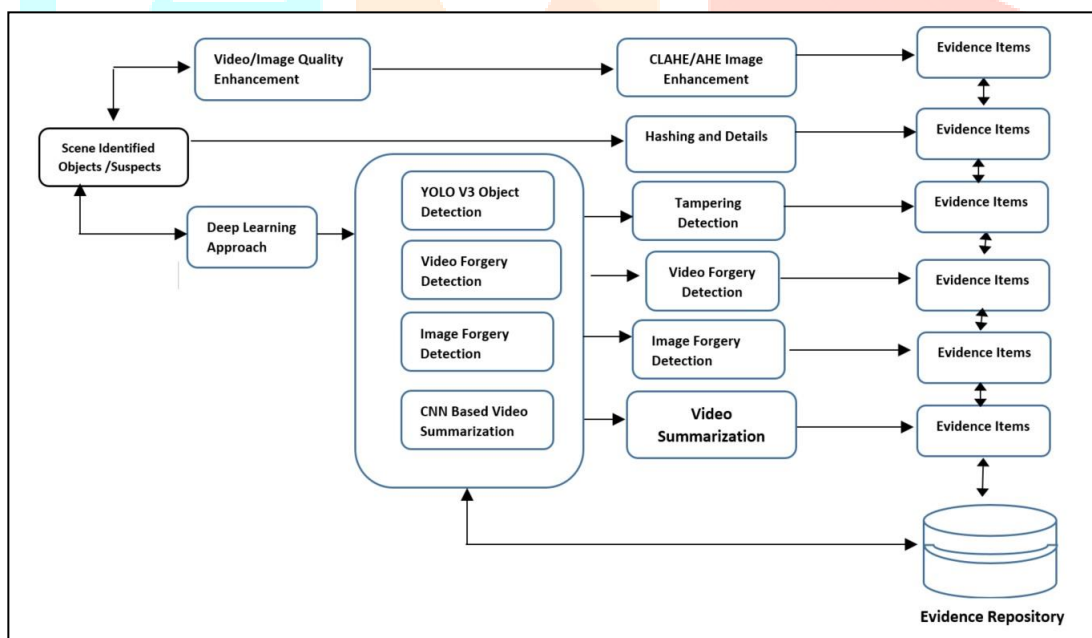 Video/Image Quality
Enhancement
CLAHE/AHE Image
Enhancement
Evidence Items
Scene Identified
Objects /Suspects
Hashing and Details
Evidence Items
Deep Learning
Approach
YOLO V3 Object
Detection
Tampering
Detection
Evidence Items
Video Forgery
Detection
Video Forgery
Detection
Evidence Items
Image Forgery
Detection
Image Forgery
Detection
Evidence Items
CNN Based Video
Summarization
Video
Summarization
Evidence Items
Evidence Repository